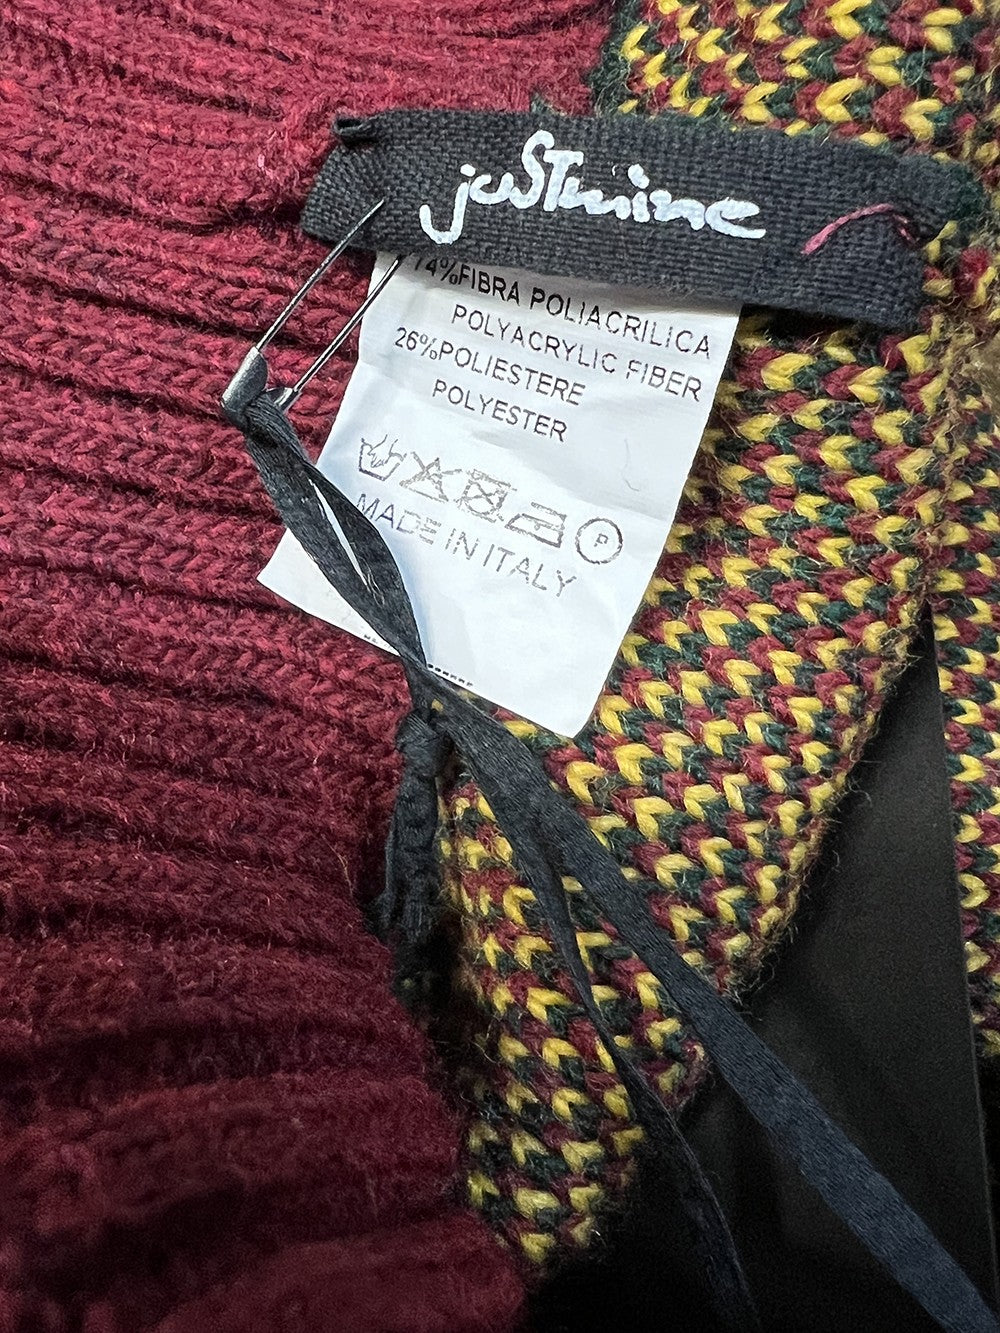 jusTmine
74%FIBRA POLIACRILICA
POLYACRYLIC FIBER
26%POLIESTERE
POLYESTER
P
MADE IN ITALY